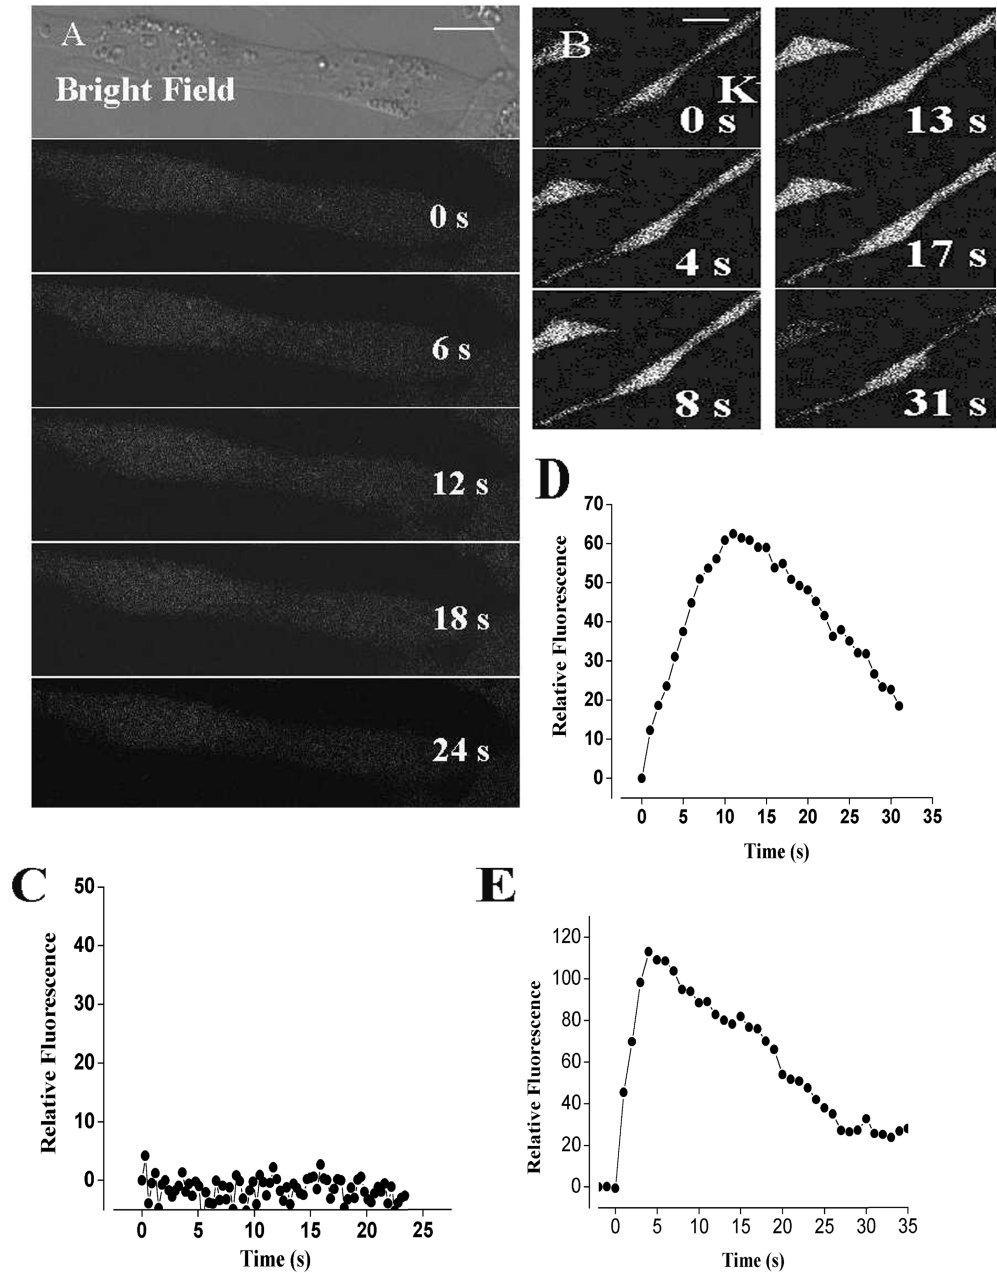 A
Bright Field
0 s
6 s
12 s
18 s
24 s
B
K
0 s
4 s
8 s
13 s
17 s
31 s
D
Relative Fluorescence
70
60
50
40
30
20
10
0
0 5 10 15 20 25 30 35
Time (s)
C
Relative Fluorescence
50
40
30
20
10
0
0 5 10 15 20 25
Time (s)
E
Relative Fluorescence
120
100
80
60
40
20
0
0 5 10 15 20 25 30 35
Time (s)